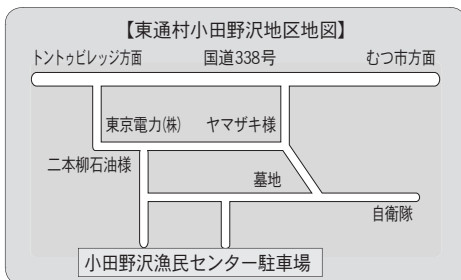 【東通村小田野沢地区地図】
トントゥビレッジ方面 国道338号 むつ市方面
東京電力㈱ ヤマザキ様
二本柳石油様
墓地
自衛隊
小田野沢漁民センター駐車場